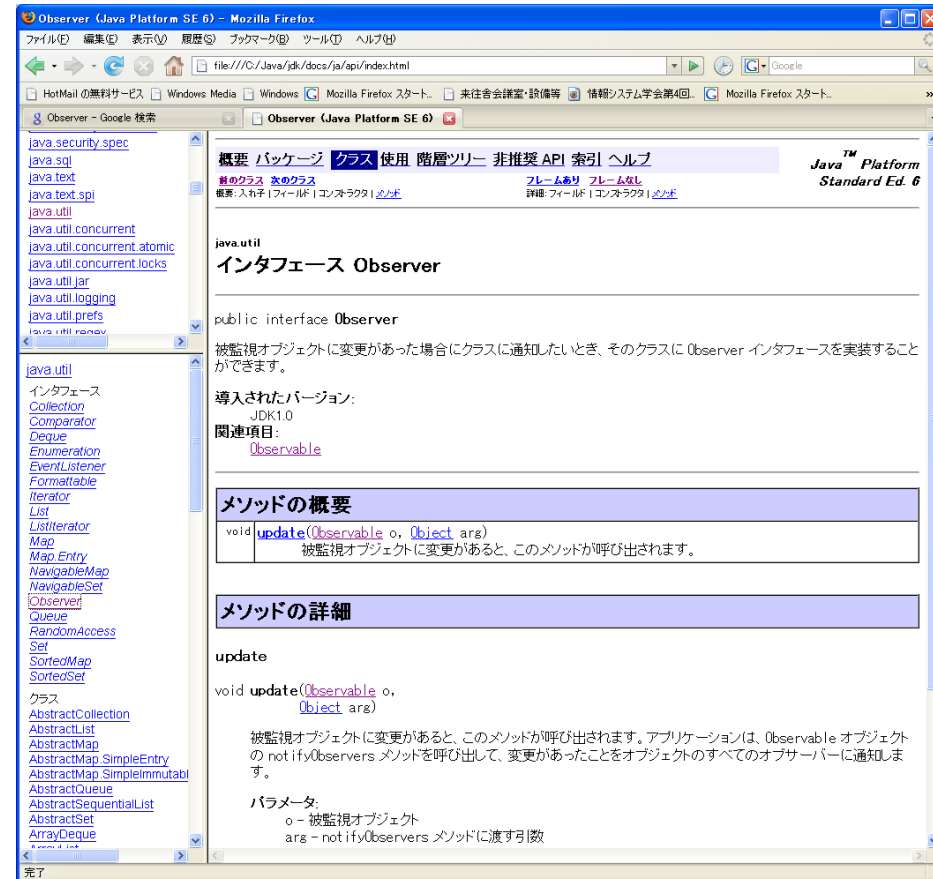 Observer (Java Platform SE 6) - Mozilla Firefox
ファイル(F) 編集(E) 表示(V) 履歴(S) ブックマーク(B) ツール(T) ヘルプ(H)
file:///C:/Java/jdk/docs/ja/api/index.html
Google
HotMail の無料サービス Windows Media Windows Mozilla Firefox スタート... 来往舎会議室・設備等 情報システム学会第4回... Mozilla Firefox スタート... »
Observer - Google 検索 Observer (Java Platform SE 6)
java.security.spec
java.sql
java.text
java.text.spi
java.util
java.util.concurrent
java.util.concurrent.atomic
java.util.concurrent.locks
java.util.jar
java.util.logging
java.util.prefs
java.util.regex
java.util
インタフェース
Collection
Comparator
Deque
Enumeration
EventListener
Formattable
Iterator
List
ListIterator
Map
Map.Entry
NavigableMap
NavigableSet
Observer
Queue
RandomAccess
Set
SortedMap
SortedSet
クラス
AbstractCollection
AbstractList
AbstractMap
AbstractMap.SimpleEntry
AbstractMap.SimpleImmutabl
AbstractQueue
AbstractSequentialList
AbstractSet
ArrayDeque
ArrayList
概要 パッケージ クラス 使用 階層ツリー 非推奨 API 索引 ヘルプ
Java™ Platform
Standard Ed. 6
前のクラス 次のクラス フレームあり フレームなし
概要: 入れ子 | フィールド | コンストラクタ | メソッド 詳細: フィールド | コンストラクタ | メソッド
java.util
インタフェース Observer
public interface Observer
被監視オブジェクトに変更があった場合にクラスに通知したいとき、そのクラスに Observer インタフェースを実装すること
ができます。
導入されたバージョン:
JDK1.0
関連項目:
Observable
メソッドの概要
void update(Observable o, Object arg)
被監視オブジェクトに変更があると、このメソッドが呼び出されます。
メソッドの詳細
update
void update(Observable o,
Object arg)
被監視オブジェクトに変更があると、このメソッドが呼び出されます。アプリケーションは、Observable オブジェクト
の notifyObservers メソッドを呼び出して、変更があったことをオブジェクトのすべてのオブザーバーに通知しま
す。
パラメータ:
o - 被監視オブジェクト
arg - notifyObservers メソッドに渡す引数
完了